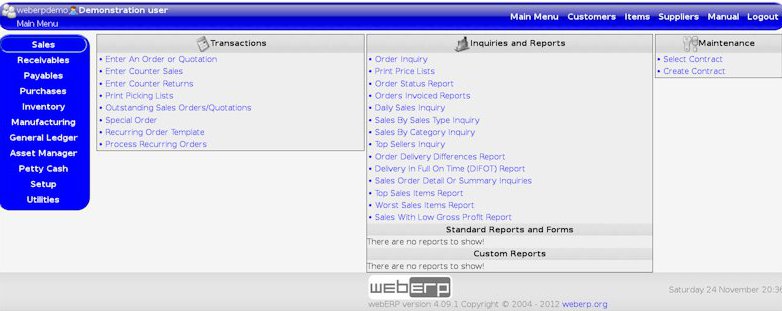 weberpdemo Demonstration user
Main Menu
Main Menu Customers Items Suppliers Manual Logout
Sales
Receivables
Payables
Purchases
Inventory
Manufacturing
General Ledger
Asset Manager
Petty Cash
Setup
Utilities
Transactions
• Enter An Order or Quotation
• Enter Counter Sales
• Enter Counter Returns
• Print Picking Lists
• Outstanding Sales Orders/Quotations
• Special Order
• Recurring Order Template
• Process Recurring Orders
Inquiries and Reports
• Order Inquiry
• Print Price Lists
• Order Status Report
• Orders Invoiced Reports
• Daily Sales Inquiry
• Sales By Sales Type Inquiry
• Sales By Category Inquiry
• Top Sellers Inquiry
• Order Delivery Differences Report
• Delivery In Full On Time (DIFOT) Report
• Sales Order Detail Or Summary Inquiries
• Top Sales Items Report
• Worst Sales Items Report
• Sales With Low Gross Profit Report
Standard Reports and Forms
There are no reports to show!
Custom Reports
There are no reports to show!
Maintenance
• Select Contract
• Create Contract
webERP
webERP version 4.09.1 Copyright © 2004 - 2012 weberp.org
Saturday 24 November 20:36